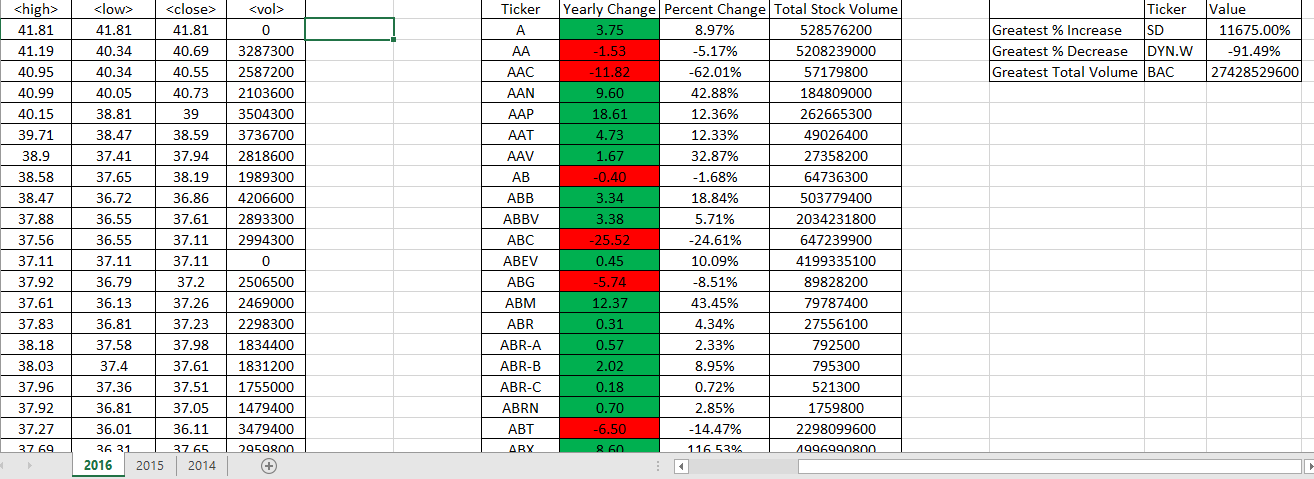 <high> <low> <close> <vol> Ticker Yearly Change Percent Change Total Stock Volume Ticker Value
41.81 41.81 41.81 0 A 3.75 8.97% 528576200 Greatest % Increase SD 11675.00%
41.19 40.34 40.69 3287300 AA -1.53 -5.17% 5208239000 Greatest % Decrease DYN.W -91.49%
40.95 40.34 40.55 2587200 AAC -11.82 -62.01% 57179800 Greatest Total Volume BAC 27428529600
40.99 40.05 40.73 2103600 AAN 9.60 42.88% 184809000
40.15 38.81 39 3504300 AAP 18.61 12.36% 262665300
39.71 38.47 38.59 3736700 AAT 4.73 12.33% 49026400
38.9 37.41 37.94 2818600 AAV 1.67 32.87% 27358200
38.58 37.65 38.19 1989300 AB -0.40 -1.68% 64736300
38.47 36.72 36.86 4206600 ABB 3.34 18.84% 503779400
37.88 36.55 37.61 2893300 ABBV 3.38 5.71% 2034231800
37.56 36.55 37.11 2994300 ABC -25.52 -24.61% 647239900
37.11 37.11 37.11 0 ABEV 0.45 10.09% 4199335100
37.92 36.79 37.2 2506500 ABG -5.74 -8.51% 89828200
37.61 36.13 37.26 2469000 ABM 12.37 43.45% 79787400
37.83 36.81 37.23 2298300 ABR 0.31 4.34% 27556100
38.18 37.58 37.98 1834400 ABR-A 0.57 2.33% 792500
38.03 37.4 37.61 1831200 ABR-B 2.02 8.95% 795300
37.96 37.36 37.51 1755000 ABR-C 0.18 0.72% 521300
37.92 36.81 37.05 1479400 ABRN 0.70 2.85% 1759800
37.27 36.01 36.11 3479400 ABT -6.50 -14.47% 2298099600
37.69 36.31 37.65 2959800 ABX 8.60 116.53% 4996990800
2016 2015 2014